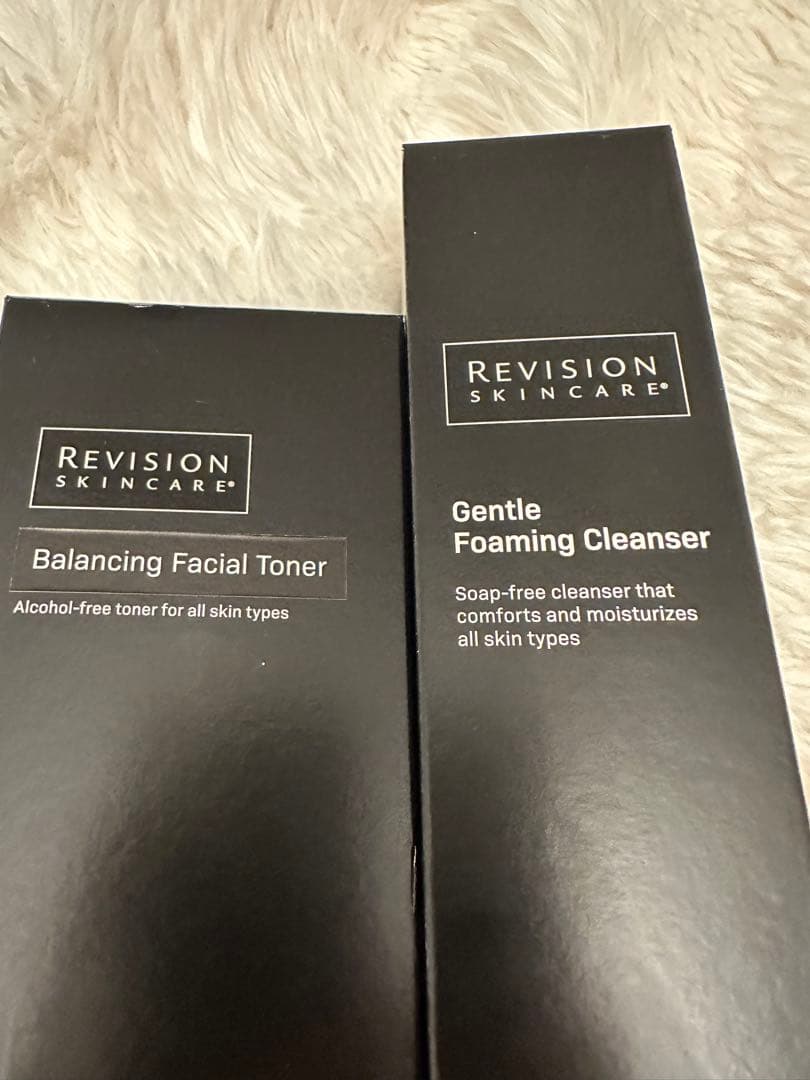 REVISION
SKINCARE®
Balancing Facial Toner
Alcohol-free toner for all skin types
REVISION
SKINCARE®
Gentle
Foaming Cleanser
Soap-free cleanser that
comforts and moisturizes
all skin types